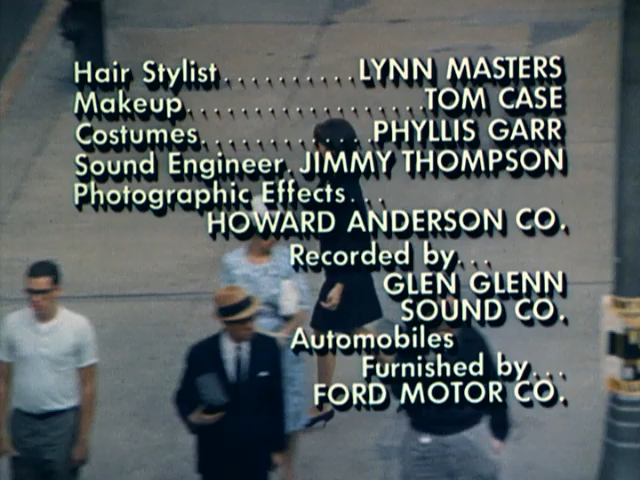 Hair Stylist..........LYNN MASTERS
Makeup..................TOM CASE
Costumes.............PHYLLIS GARR
Sound Engineer. JIMMY THOMPSON
Photographic Effects...
HOWARD ANDERSON CO.
Recorded by...
GLEN GLENN
SOUND CO.
Automobiles
Furnished by...
FORD MOTOR CO.